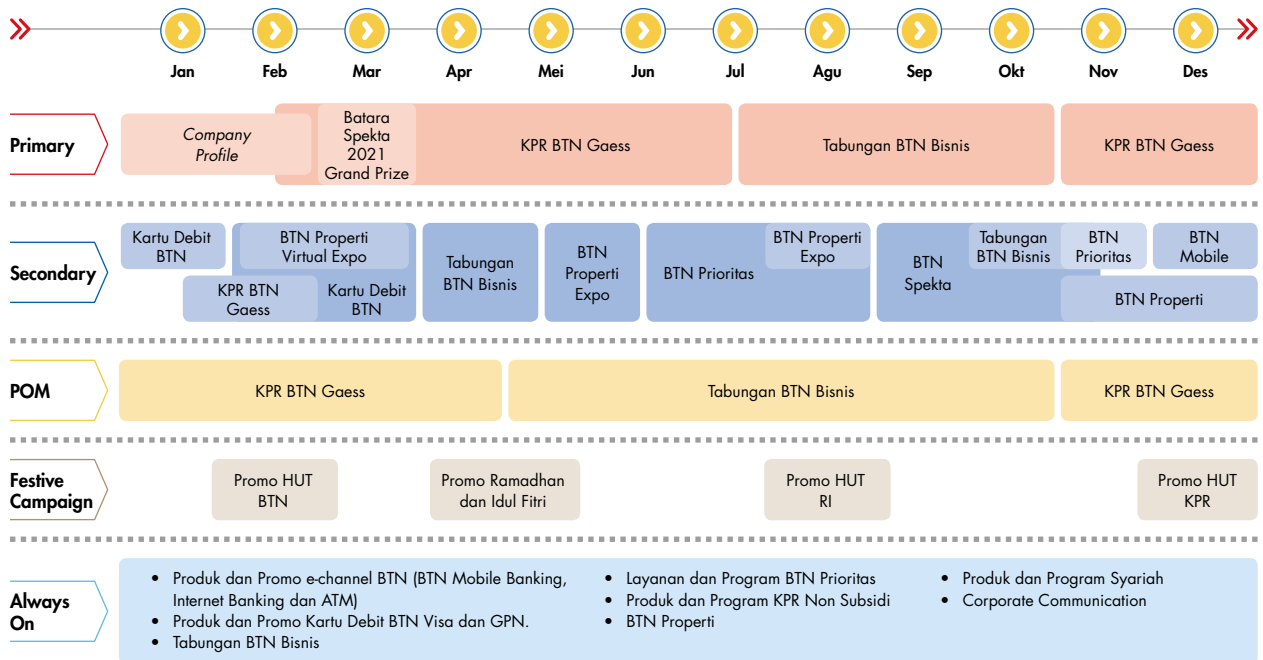 Jan
Feb
Mar
Apr
Mei
Jun
Jul
Agu
Sep
Okt
Nov
Des
Primary
Company
Profile
Batara
Spekta
2021
Grand Prize
KPR BTN Gaess
Tabungan BTN Bisnis
KPR BTN Gaess
Secondary
Kartu Debit
BTN
BTN Properti
Virtual Expo
KPR BTN
Gaess
Kartu Debit
BTN
Tabungan
BTN Bisnis
BTN
Properti
Expo
BTN Prioritas
BTN Properti
Expo
BTN
Spekta
Tabungan
BTN Bisnis
BTN
Prioritas
BTN
Mobile
BTN Properti
POM
KPR BTN Gaess
Tabungan BTN Bisnis
KPR BTN Gaess
Festive
Campaign
Promo HUT
BTN
Promo Ramadhan
dan Idul Fitri
Promo HUT
RI
Promo HUT
KPR
Always
On
• Produk dan Promo e-channel BTN (BTN Mobile Banking,
Internet Banking dan ATM)
• Produk dan Promo Kartu Debit BTN Visa dan GPN.
• Tabungan BTN Bisnis
• Layanan dan Program BTN Prioritas
• Produk dan Program KPR Non Subsidi
• BTN Properti
• Produk dan Program Syariah
• Corporate Communication